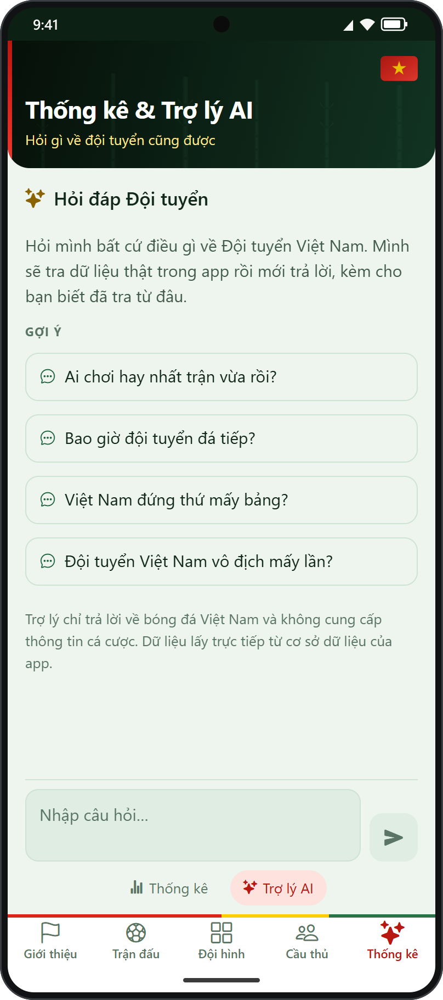 9:41
Thống kê & Trợ lý AI
Hỏi gì về đội tuyển cũng được
Hỏi đáp Đội tuyển
Hỏi mình bất cứ điều gì về Đội tuyển Việt Nam. Mình
sẽ tra dữ liệu thật trong app rồi mới trả lời, kèm cho
bạn biết đã tra từ đâu.
GỢI Ý
Ai chơi hay nhất trận vừa rồi?
Bao giờ đội tuyển đá tiếp?
Việt Nam đứng thứ mấy bảng?
Đội tuyển Việt Nam vô địch mấy lần?
Trợ lý chỉ trả lời về bóng đá Việt Nam và không cung cấp
thông tin cá cược. Dữ liệu lấy trực tiếp từ cơ sở dữ liệu của
app.
Nhập câu hỏi...
Thống kê
Trợ lý AI
Giới thiệu
Trận đấu
Đội hình
Cầu thủ
Thống kê